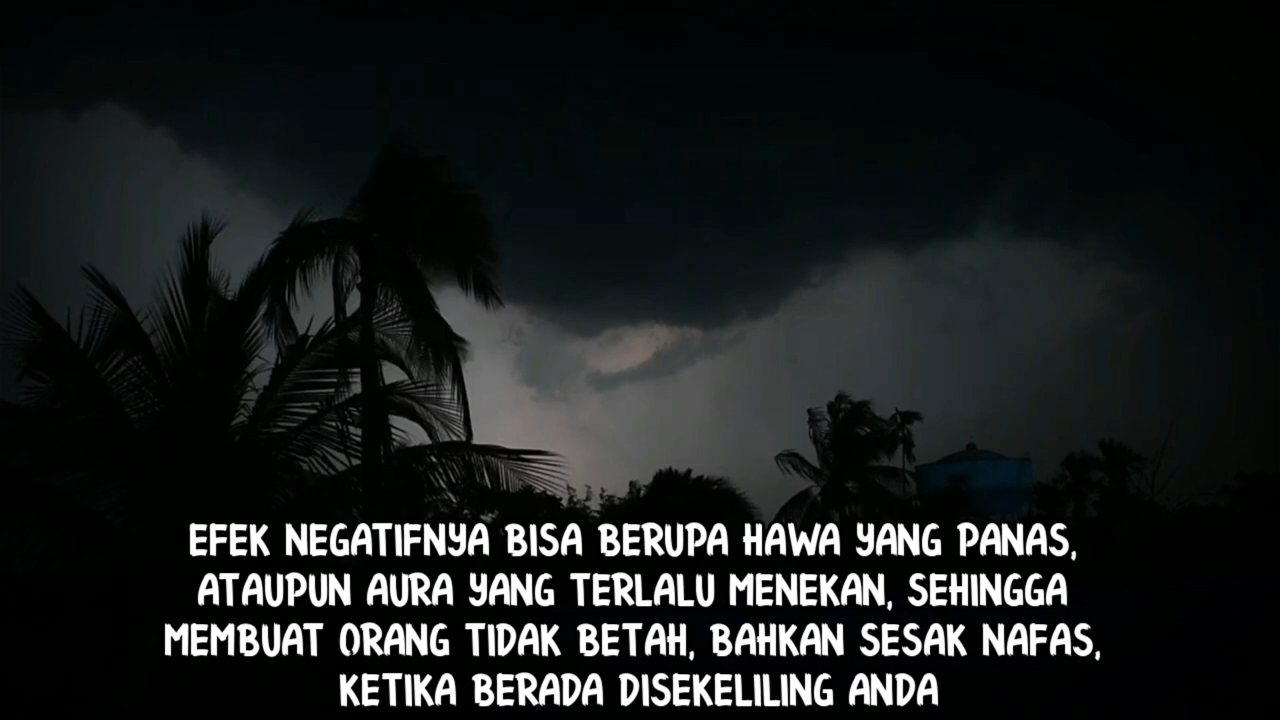 EFEK NEGATIFNYA BISA BERUPA HAWA YANG PANAS,
ATAUPUN AURA YANG TERLALU MENEKAN, SEHINGGA
MEMBUAT ORANG TIDAK BETAH, BAHKAN SESAK NAFAS,
KETIKA BERADA DISEKELILING ANDA